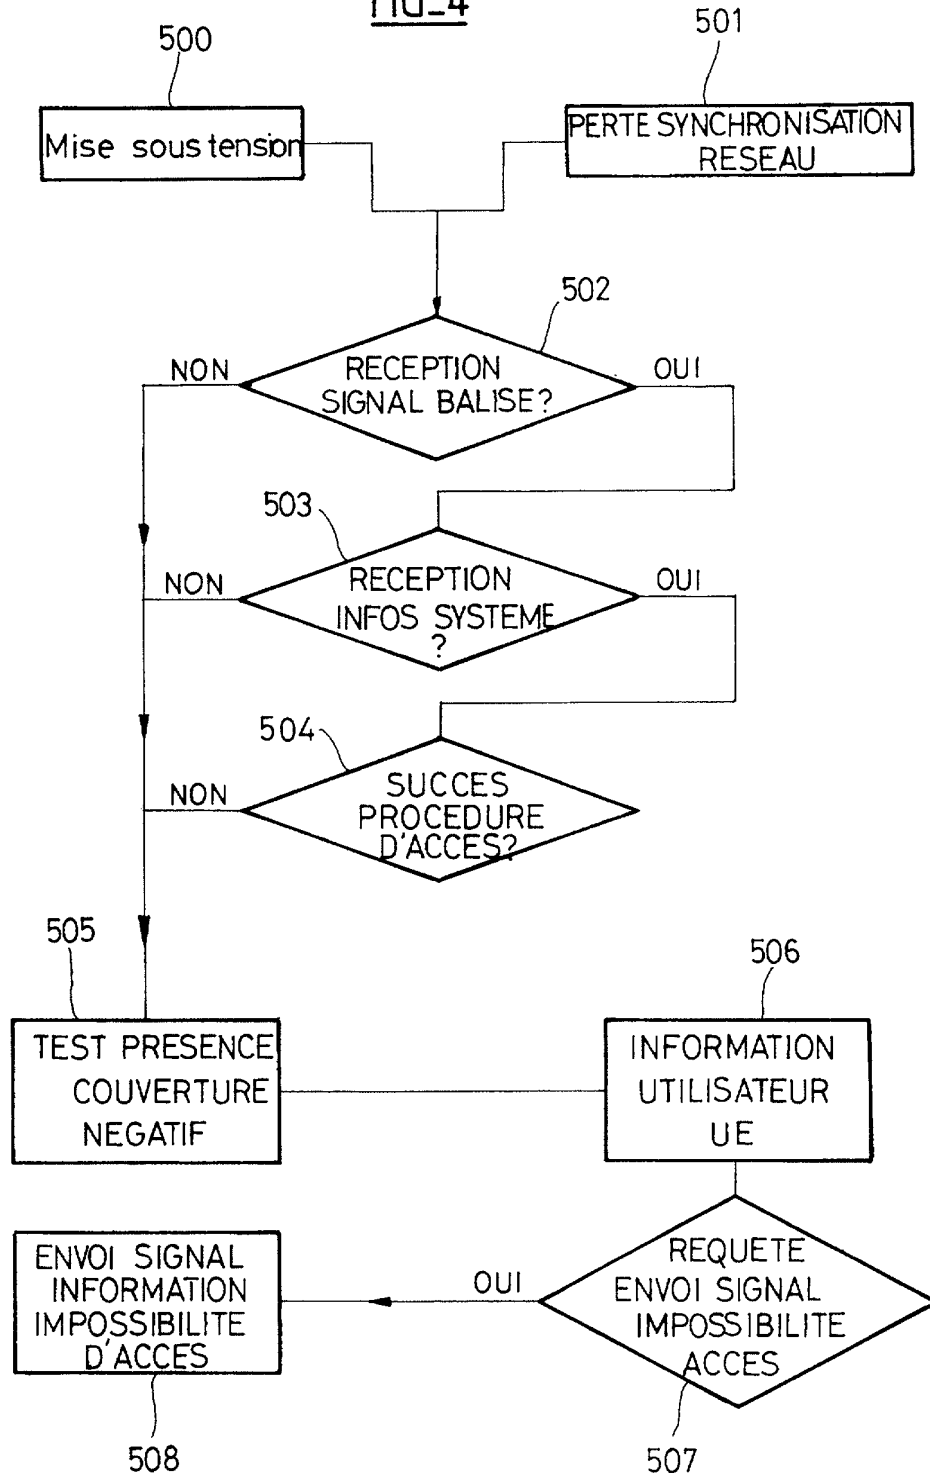 FIG_4
500
501
Mise sous tension
PERTE SYNCHRONISATION
RESEAU
502
NON
RECEPTION
SIGNAL BALISE?
OUI
503
NON
RECEPTION
INFOS SYSTEME
?
OUI
504
NON
SUCCES
PROCEDURE
D'ACCES?
505
506
TEST PRESENCE
COUVERTURE
NEGATIF
INFORMATION
UTILISATEUR
UE
ENVOI SIGNAL
INFORMATION
IMPOSSIBILITE
D'ACCES
OUI
REQUETE
ENVOI SIGNAL
IMPOSSIBILITE
ACCES
508
507